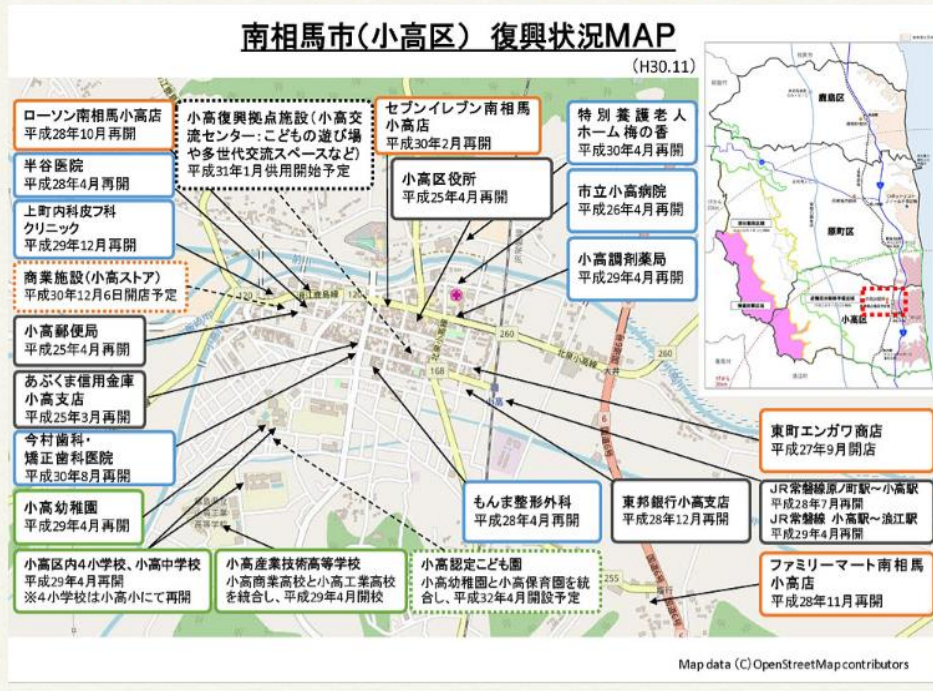 南相馬市(小高区) 復興状況MAP
(H30.11)
ローソン南相馬小高店
平成28年10月再開
半谷医院
平成28年4月再開
上町内科皮フ科
クリニック
平成29年12月再開
商業施設(小高ストア)
平成30年12月6日開店予定
小高郵便局
平成25年4月再開
あぶくま信用金庫
小高支店
平成25年3月再開
今村歯科・
矯正歯科医院
平成30年8月再開
小高幼稚園
平成29年4月再開
小高区内4小学校、小高中学校
平成29年4月再開
※4小学校は小高小にて再開
小高復興拠点施設(小高交
流センター:こどもの遊び場
や多世代交流スペースなど)
平成31年1月供用開始予定
セブンイレブン南相馬
小高店
平成30年2月再開
小高区役所
平成25年4月再開
特別養護老人
ホーム梅の香
平成30年4月再開
市立小高病院
平成26年4月再開
小高調剤薬局
平成29年4月再開
小高産業技術高等学校
小高商業高校と小高工業高校
を統合し、平成29年4月開校
小高認定こども園
小高幼稚園と小高保育園を統
合し、平成32年4月開設予定
もんま整形外科
平成28年4月再開
東邦銀行小高支店
平成28年12月再開
東町エンガワ商店
平成27年9月開店
JR常磐線原ノ町駅~小高駅
平成28年7月再開
JR常磐線 小高駅~浪江駅
平成29年4月再開
ファミリーマート南相馬
小高店
平成28年11月再開
鹿島区
原町区
小高区
120
120
浪江鹿島線
260
北泉小高線
260
大井
168
小高
6
255
Map data (C)OpenStreetMap contributors